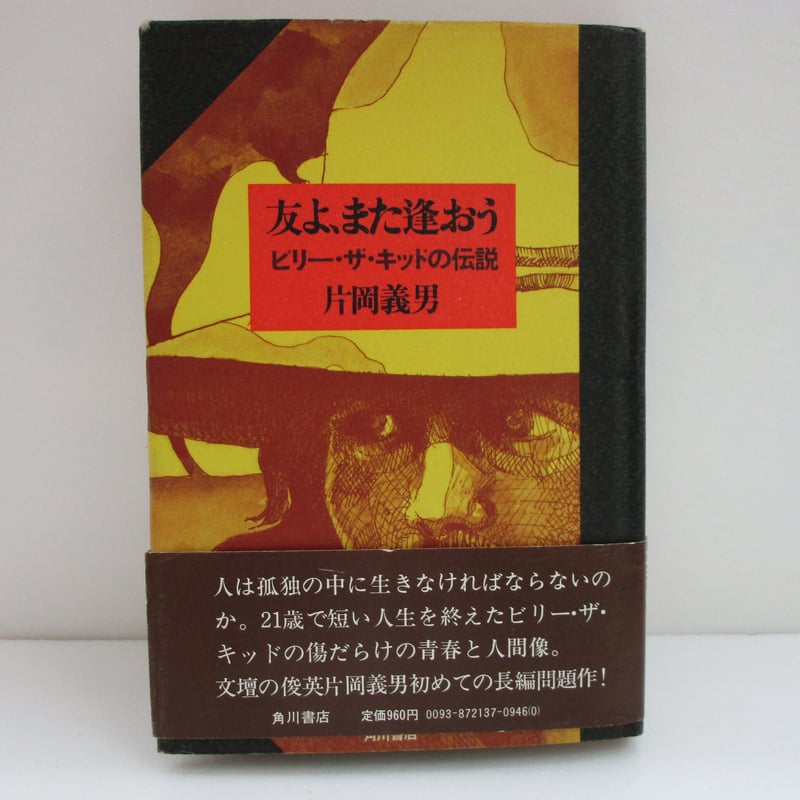 友よ、また逢おう
ビリー・ザ・キッドの伝説
片岡義男
人は孤独の中に生きなければならないの
か。21歳で短い人生を終えたビリー・ザ・
キッドの傷だらけの青春と人間像。
文壇の俊英片岡義男初めての長編問題作!
角川書店 定価960円 0093-872137-0946(0)
角川書店